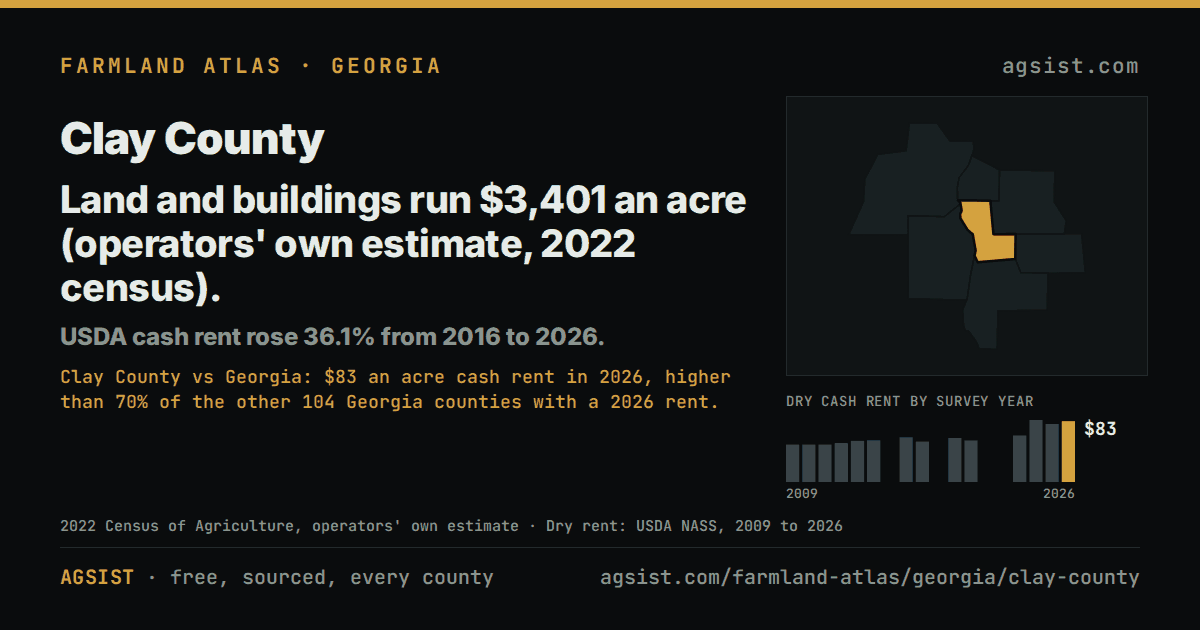 FARMLAND ATLAS · GEORGIA
agsist.com
Clay County
Land and buildings run $3,401 an acre
(operators' own estimate, 2022
census).
USDA cash rent rose 36.1% from 2016 to 2026.
Clay County vs Georgia: $83 an acre cash rent in 2026, higher
than 70% of the other 104 Georgia counties with a 2026 rent.
DRY CASH RENT BY SURVEY YEAR
$83
2009
2026
2022 Census of Agriculture, operators' own estimate · Dry rent: USDA NASS, 2009 to 2026
AGSIST · free, sourced, every county
agsist.com/farmland-atlas/georgia/clay-county